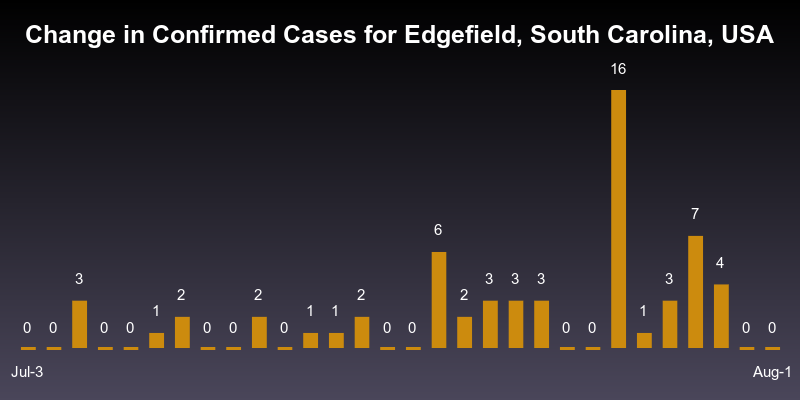 Change in Confirmed Cases for Edgefield, South Carolina, USA
0 0 3 0 0 1 2 0 0 2 0 1 1 2 0 0 6 2 3 3 3 0 0 16 1 3 7 4 0 0
Jul-3 Aug-1